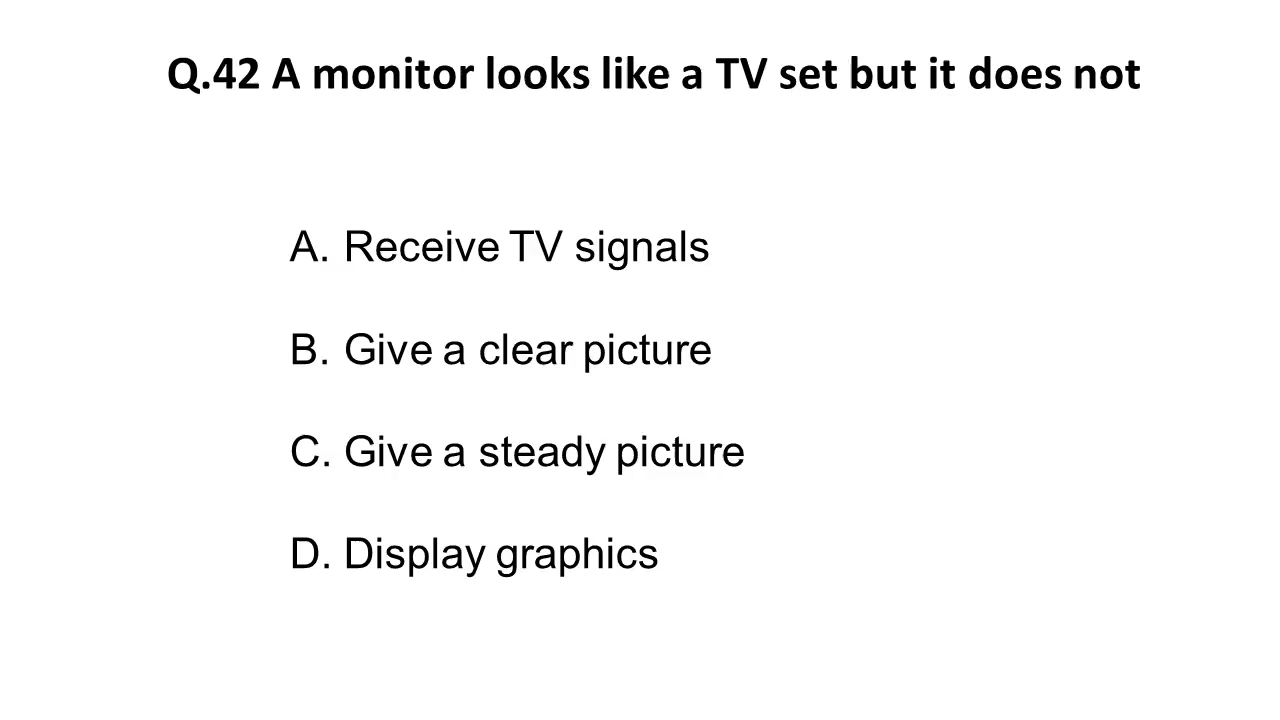 Q.42 A monitor looks like a TV set but it does not
A. Receive TV signals
B. Give a clear picture
C. Give a steady picture
D. Display graphics